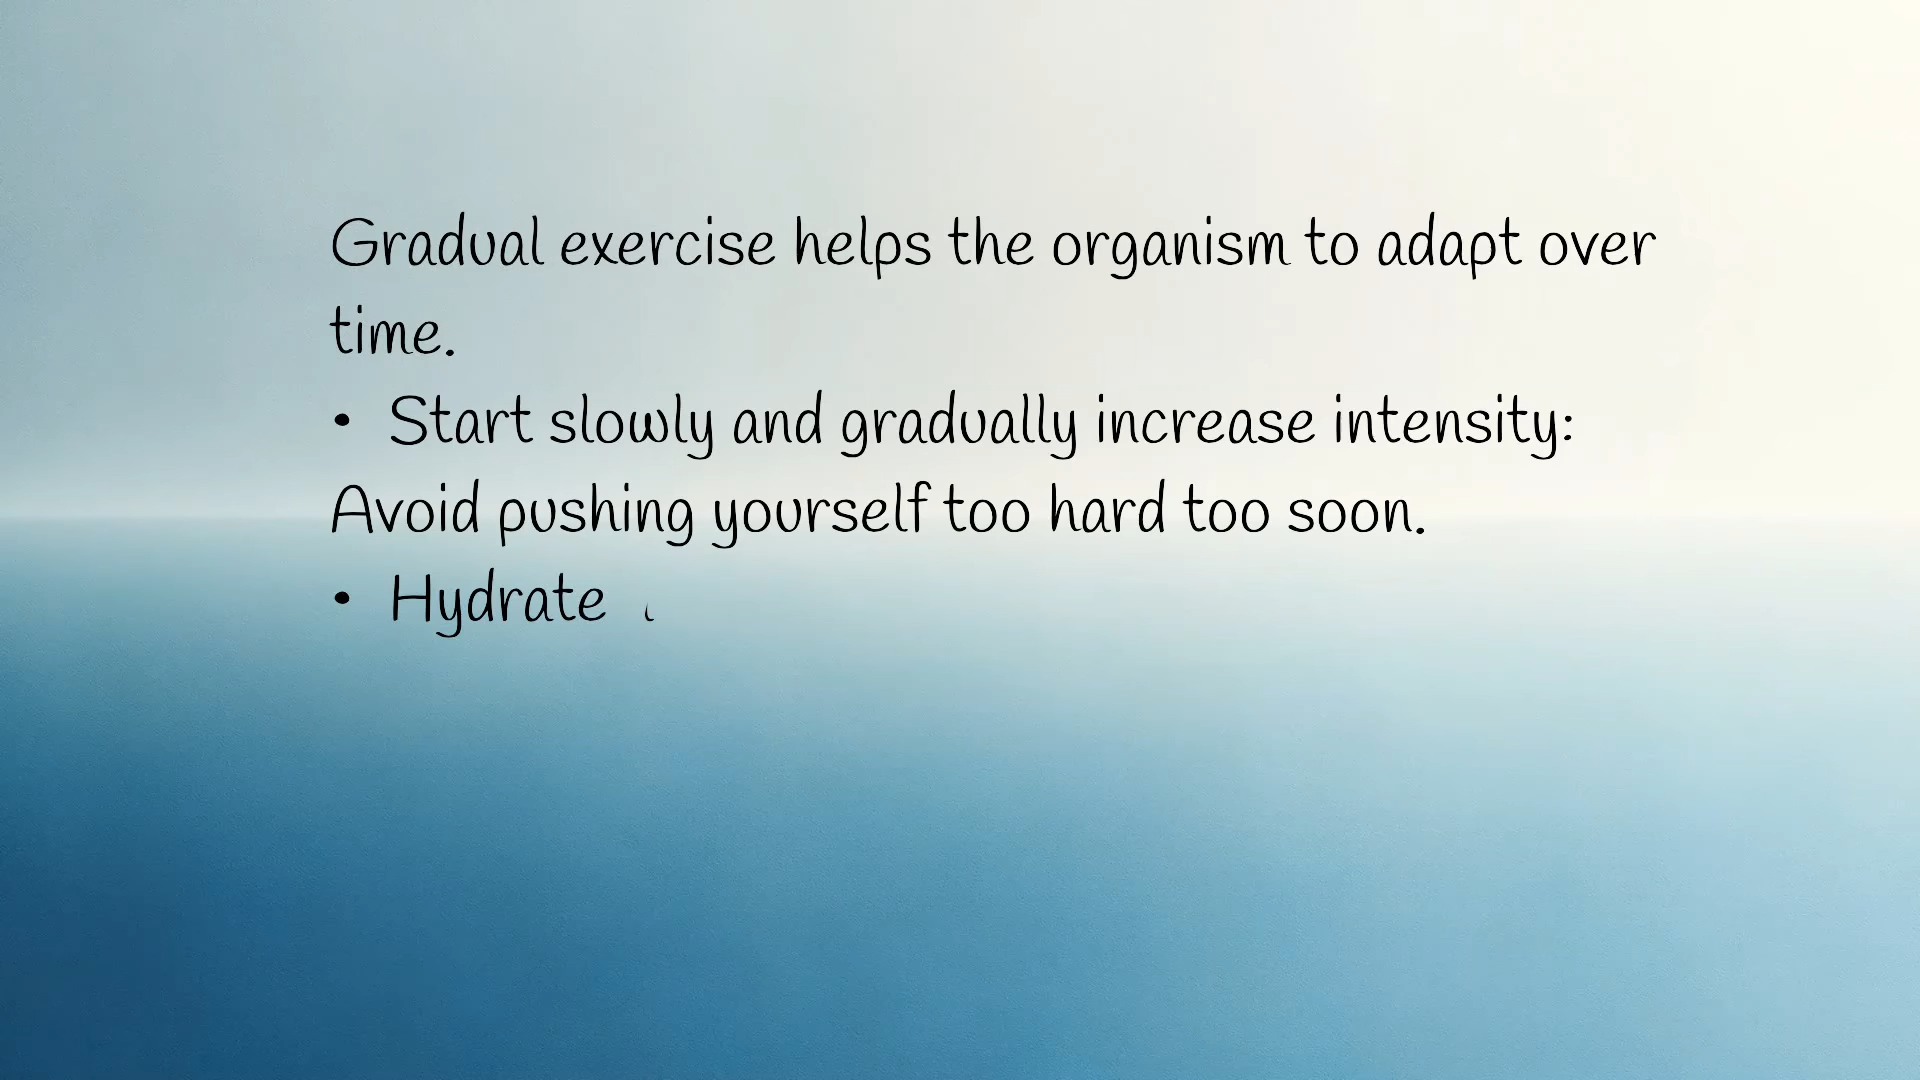 Gradual exercise helps the organism to adapt over
time.
• Start slowly and gradually increase intensity:
Avoid pushing yourself too hard too soon.
• Hydrate